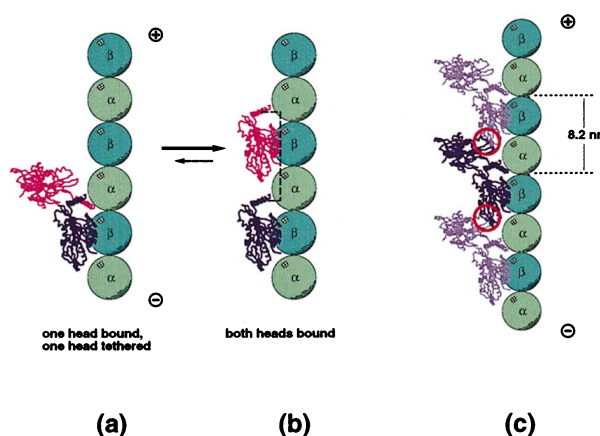 ⊕
β
α
β
α
β
α
⊖
one head bound,
one head tethered
(a)
β
α
β
α
β
α
both heads bound
(b)
⊕
β
α
β
α
β
α
β
α
⊖
8.2 nm
(c)